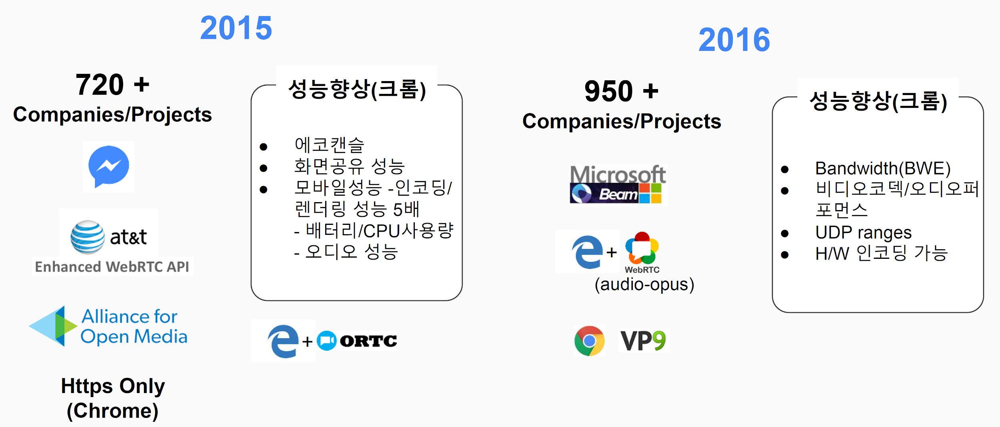 2015
720 +
Companies/Projects
at&t
Enhanced WebRTC API
Alliance for
Open Media
Https Only
(Chrome)
성능향상(크롬)
● 에코캔슬
● 화면공유 성능
● 모바일성능 -인코딩/
렌더링 성능 5배
- 배터리/CPU사용량
- 오디오 성능
+ ORTC
2016
950 +
Companies/Projects
Microsoft
Beam
+
WebRTC
(audio-opus)
VP9
성능향상(크롬)
● Bandwidth(BWE)
● 비디오코덱/오디오퍼
포먼스
● UDP ranges
● H/W 인코딩 가능